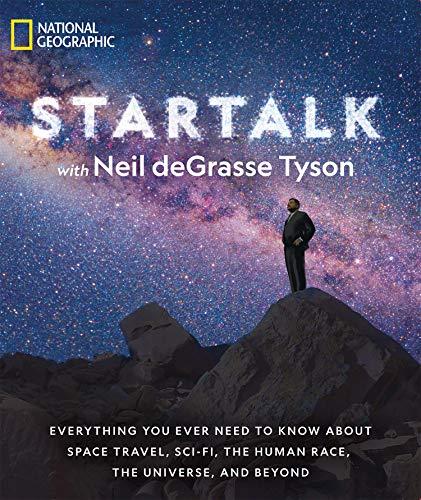 NATIONAL
GEOGRAPHIC
STARTALK
with Neil deGrasse Tyson
EVERYTHING YOU EVER NEED TO KNOW ABOUT
SPACE TRAVEL, SCI-FI, THE HUMAN RACE,
THE UNIVERSE, AND BEYOND